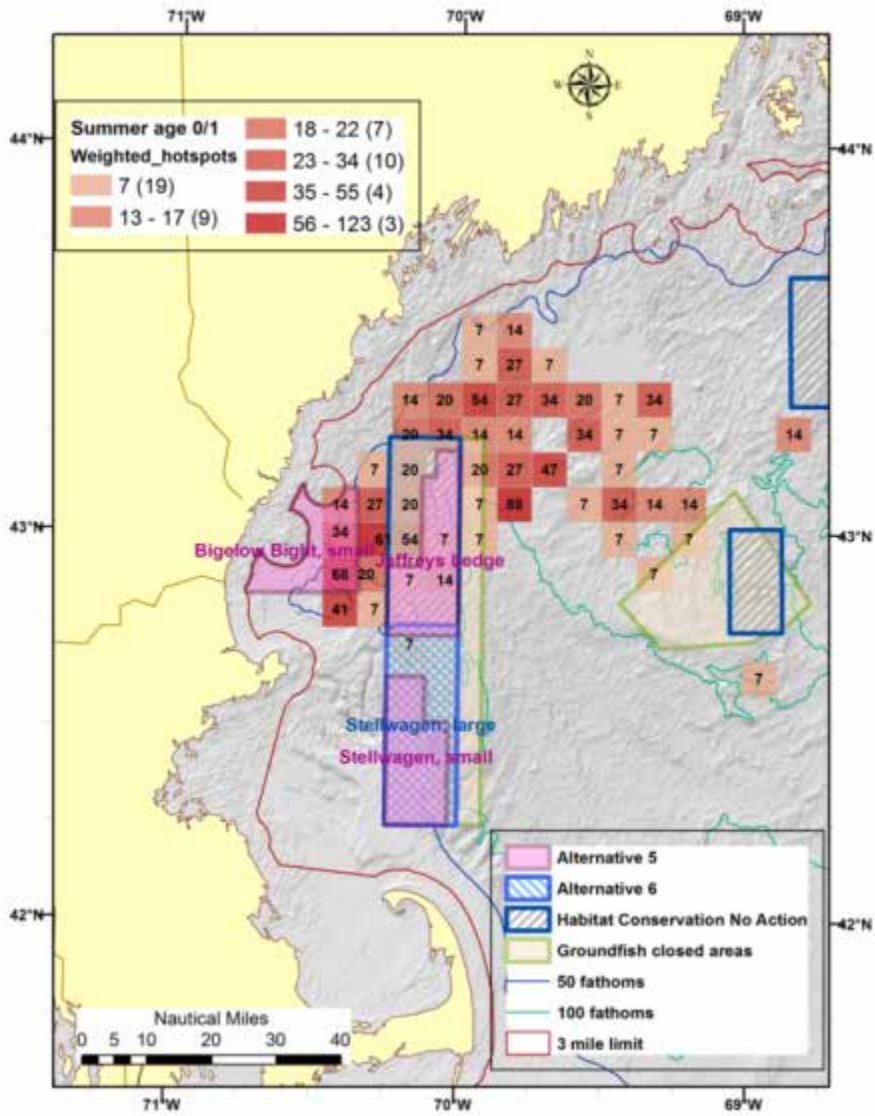 71°W 70°W 69°W
N
W E
S
44°N 44°N
Summer age 0/1
Weighted_hotspots
7 (19)
13 - 17 (9)
18 - 22 (7)
23 - 34 (10)
35 - 55 (4)
56 - 123 (3)
7 14
7 27 7
14 20 54 27 34 20 7 34
20 34 14 14 34 7 7 14
7 20 20 27 47 7
14 27 20 7 88 7 34 14 14
43°N 43°N
34 54 7 7 7 7
Bigelow Bight, small
Jeffreys Ledge
68 20 7 14 7
41 7
7
7
Stellwagen, large
Stellwagen, small
Alternative 5
Alternative 6
Habitat Conservation No Action
Groundfish closed areas
50 fathoms
100 fathoms
3 mile limit
42°N 42°N
Nautical Miles
0 5 10 20 30 40
71°W 70°W 69°W